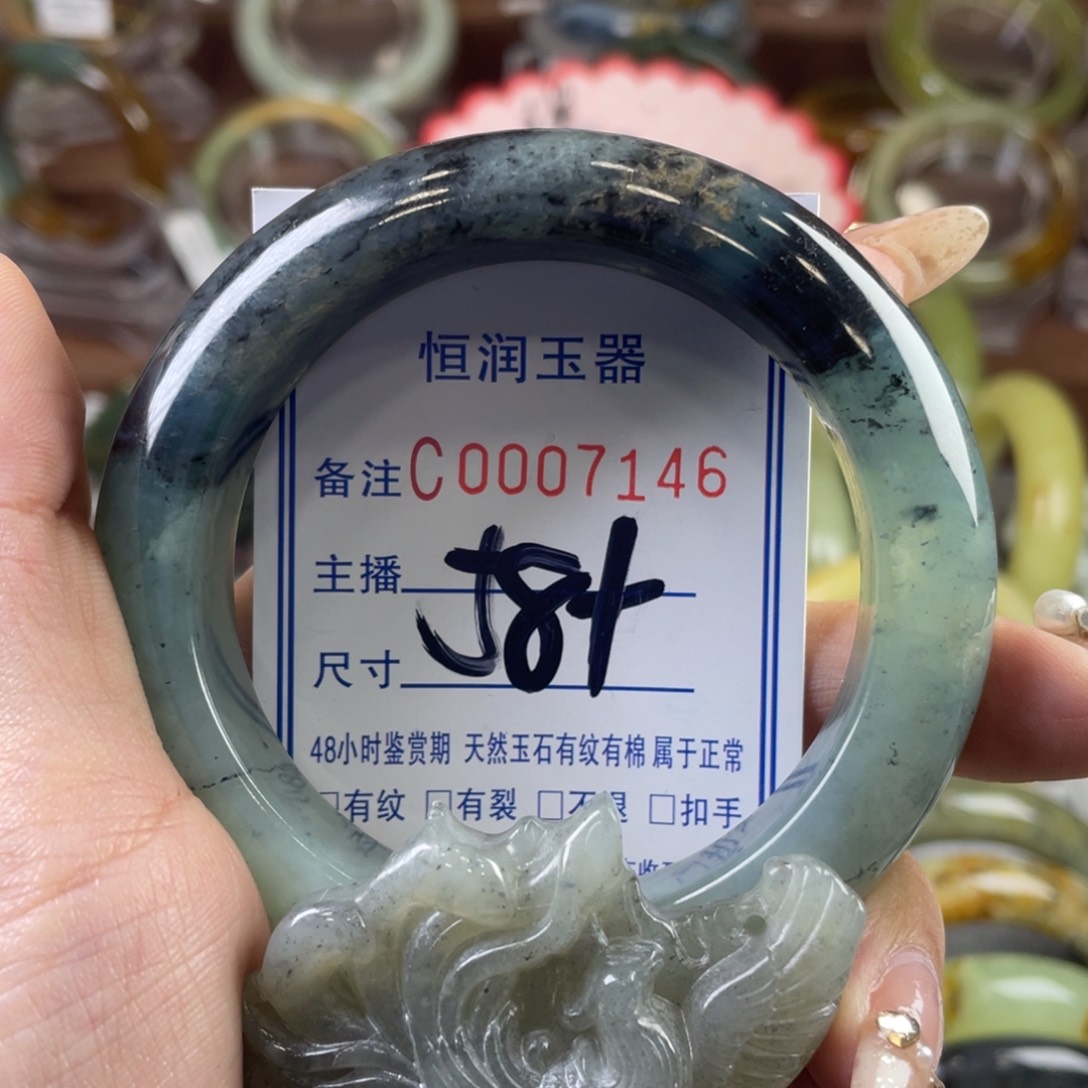 恒润玉器
备注C0007146
主播
J8+
尺寸
48小时鉴赏期 天然玉石有纹有棉 属于正常
□有纹 □有裂 □不退 □扣手